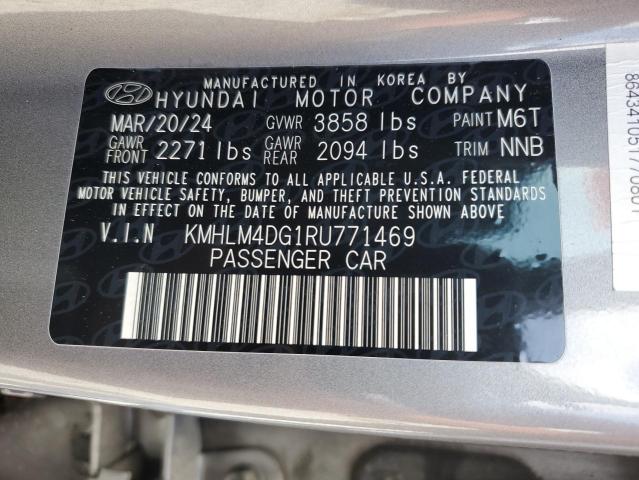 MANUFACTURED IN KOREA BY
HYUNDAI MOTOR COMPANY
MAR/20/24 GVWR 3858 lbs PAINT M6T
GAWR FRONT 2271 lbs GAWR REAR 2094 lbs TRIM NNB
THIS VEHICLE CONFORMS TO ALL APPLICABLE U.S.A. FEDERAL
MOTOR VEHICLE SAFETY, BUMPER, AND THEFT PREVENTION STANDARDS
IN EFFECT ON THE DATE OF MANUFACTURE SHOWN ABOVE
V.I.N KMHLM4DG1RU771469
PASSENGER CAR